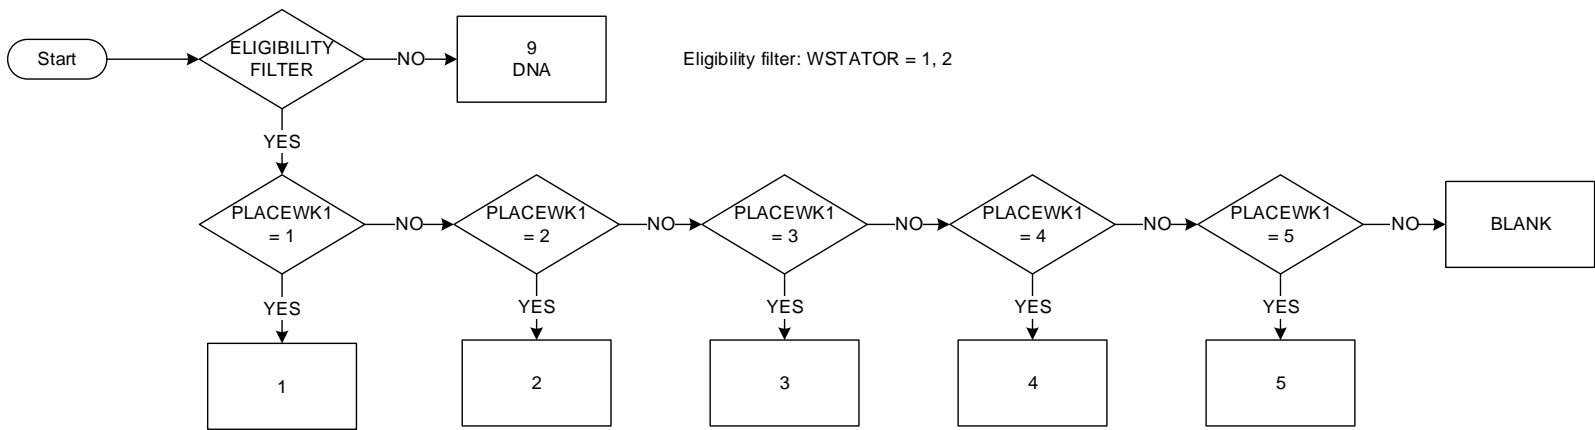 Start
ELIGIBILITY
FILTER
NO
9
DNA
Eligibility filter: WSTATOR = 1, 2
YES
PLACEWK1
= 1
NO
PLACEWK1
= 2
NO
PLACEWK1
= 3
NO
PLACEWK1
= 4
NO
PLACEWK1
= 5
NO
BLANK
YES
YES
YES
YES
YES
1
2
3
4
5